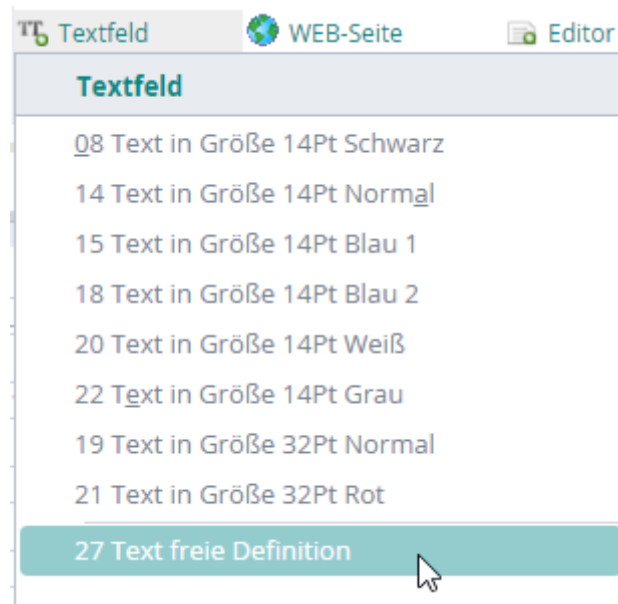 Textfeld WEB-Seite Editor
Textfeld
08 Text in Größe 14Pt Schwarz
14 Text in Größe 14Pt Normal
15 Text in Größe 14Pt Blau 1
18 Text in Größe 14Pt Blau 2
20 Text in Größe 14Pt Weiß
22 Text in Größe 14Pt Grau
19 Text in Größe 32Pt Normal
21 Text in Größe 32Pt Rot
27 Text freie Definition